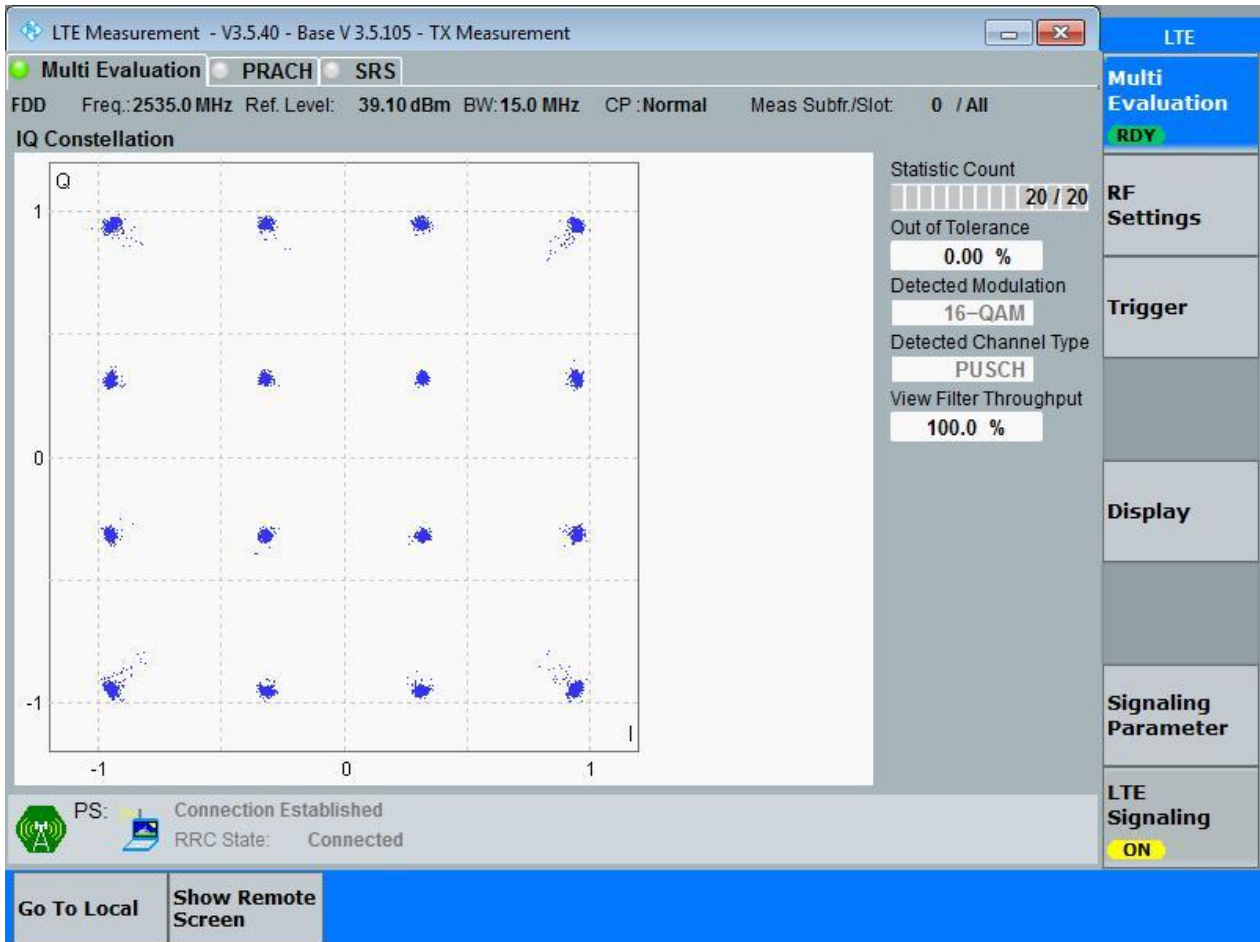 LTE Measurement - V3.5.40 - Base V 3.5.105 - TX Measurement
LTE
Multi Evaluation PRACH SRS
FDD Freq.: 2535.0 MHz Ref. Level: 39.10 dBm BW: 15.0 MHz CP : Normal Meas Subfr./Slot: 0 / All
IQ Constellation
Q
1
0
-1
I
-1 0 1
Statistic Count
20 / 20
Out of Tolerance
0.00 %
Detected Modulation
16-QAM
Detected Channel Type
PUSCH
View Filter Throughput
100.0 %
Multi
Evaluation
RDY
RF
Settings
Trigger
Display
Signaling
Parameter
LTE
Signaling
ON
PS: Connection Established
RRC State: Connected
Go To Local
Show Remote
Screen